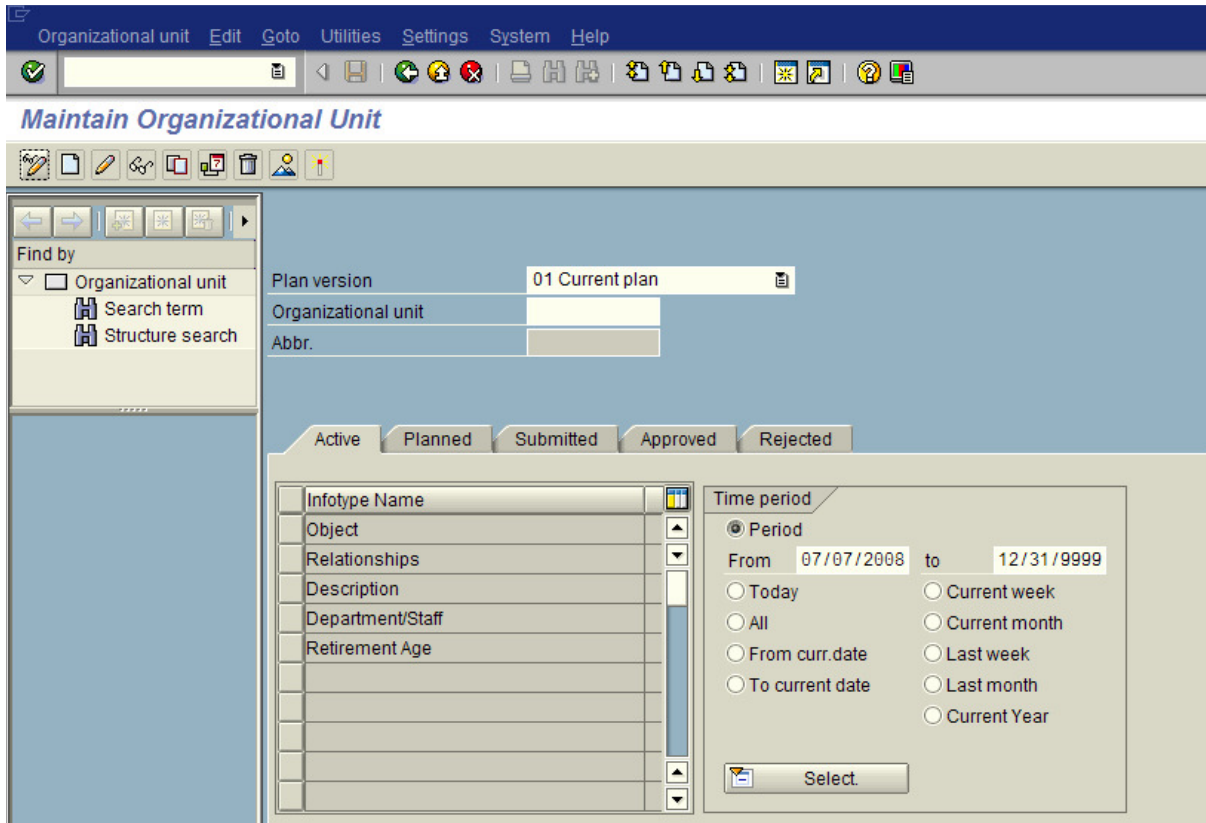 Organizational unit Edit Goto Utilities Settings System Help
Maintain Organizational Unit
Find by
Organizational unit
Search term
Structure search
Plan version 01 Current plan
Organizational unit
Abbr.
Active Planned Submitted Approved Rejected
Infotype Name
Object
Relationships
Description
Department/Staff
Retirement Age
Time period
Period
From 07/07/2008 to 12/31/9999
Today Current week
All Current month
From curr.date Last week
To current date Last month
Current Year
Select.